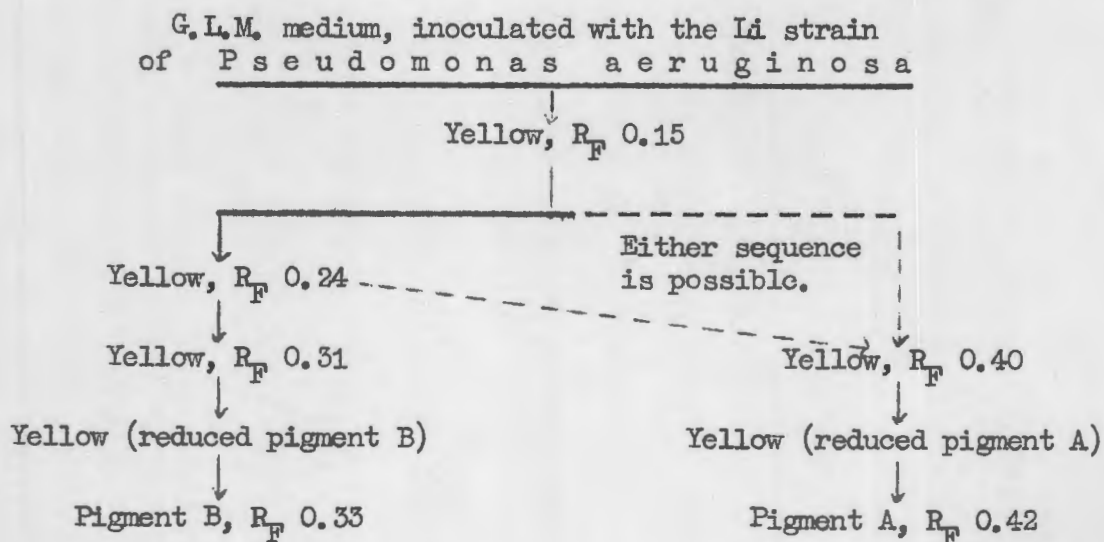 G.L.M. medium, inoculated with the Li strain
of Pseudomonas aeruginosa
Yellow, RF 0.15
Either sequence
is possible.
Yellow, RF 0.24
Yellow, RF 0.31
Yellow, RF 0.40
Yellow (reduced pigment B)
Yellow (reduced pigment A)
Pigment B, RF 0.33
Pigment A, RF 0.42